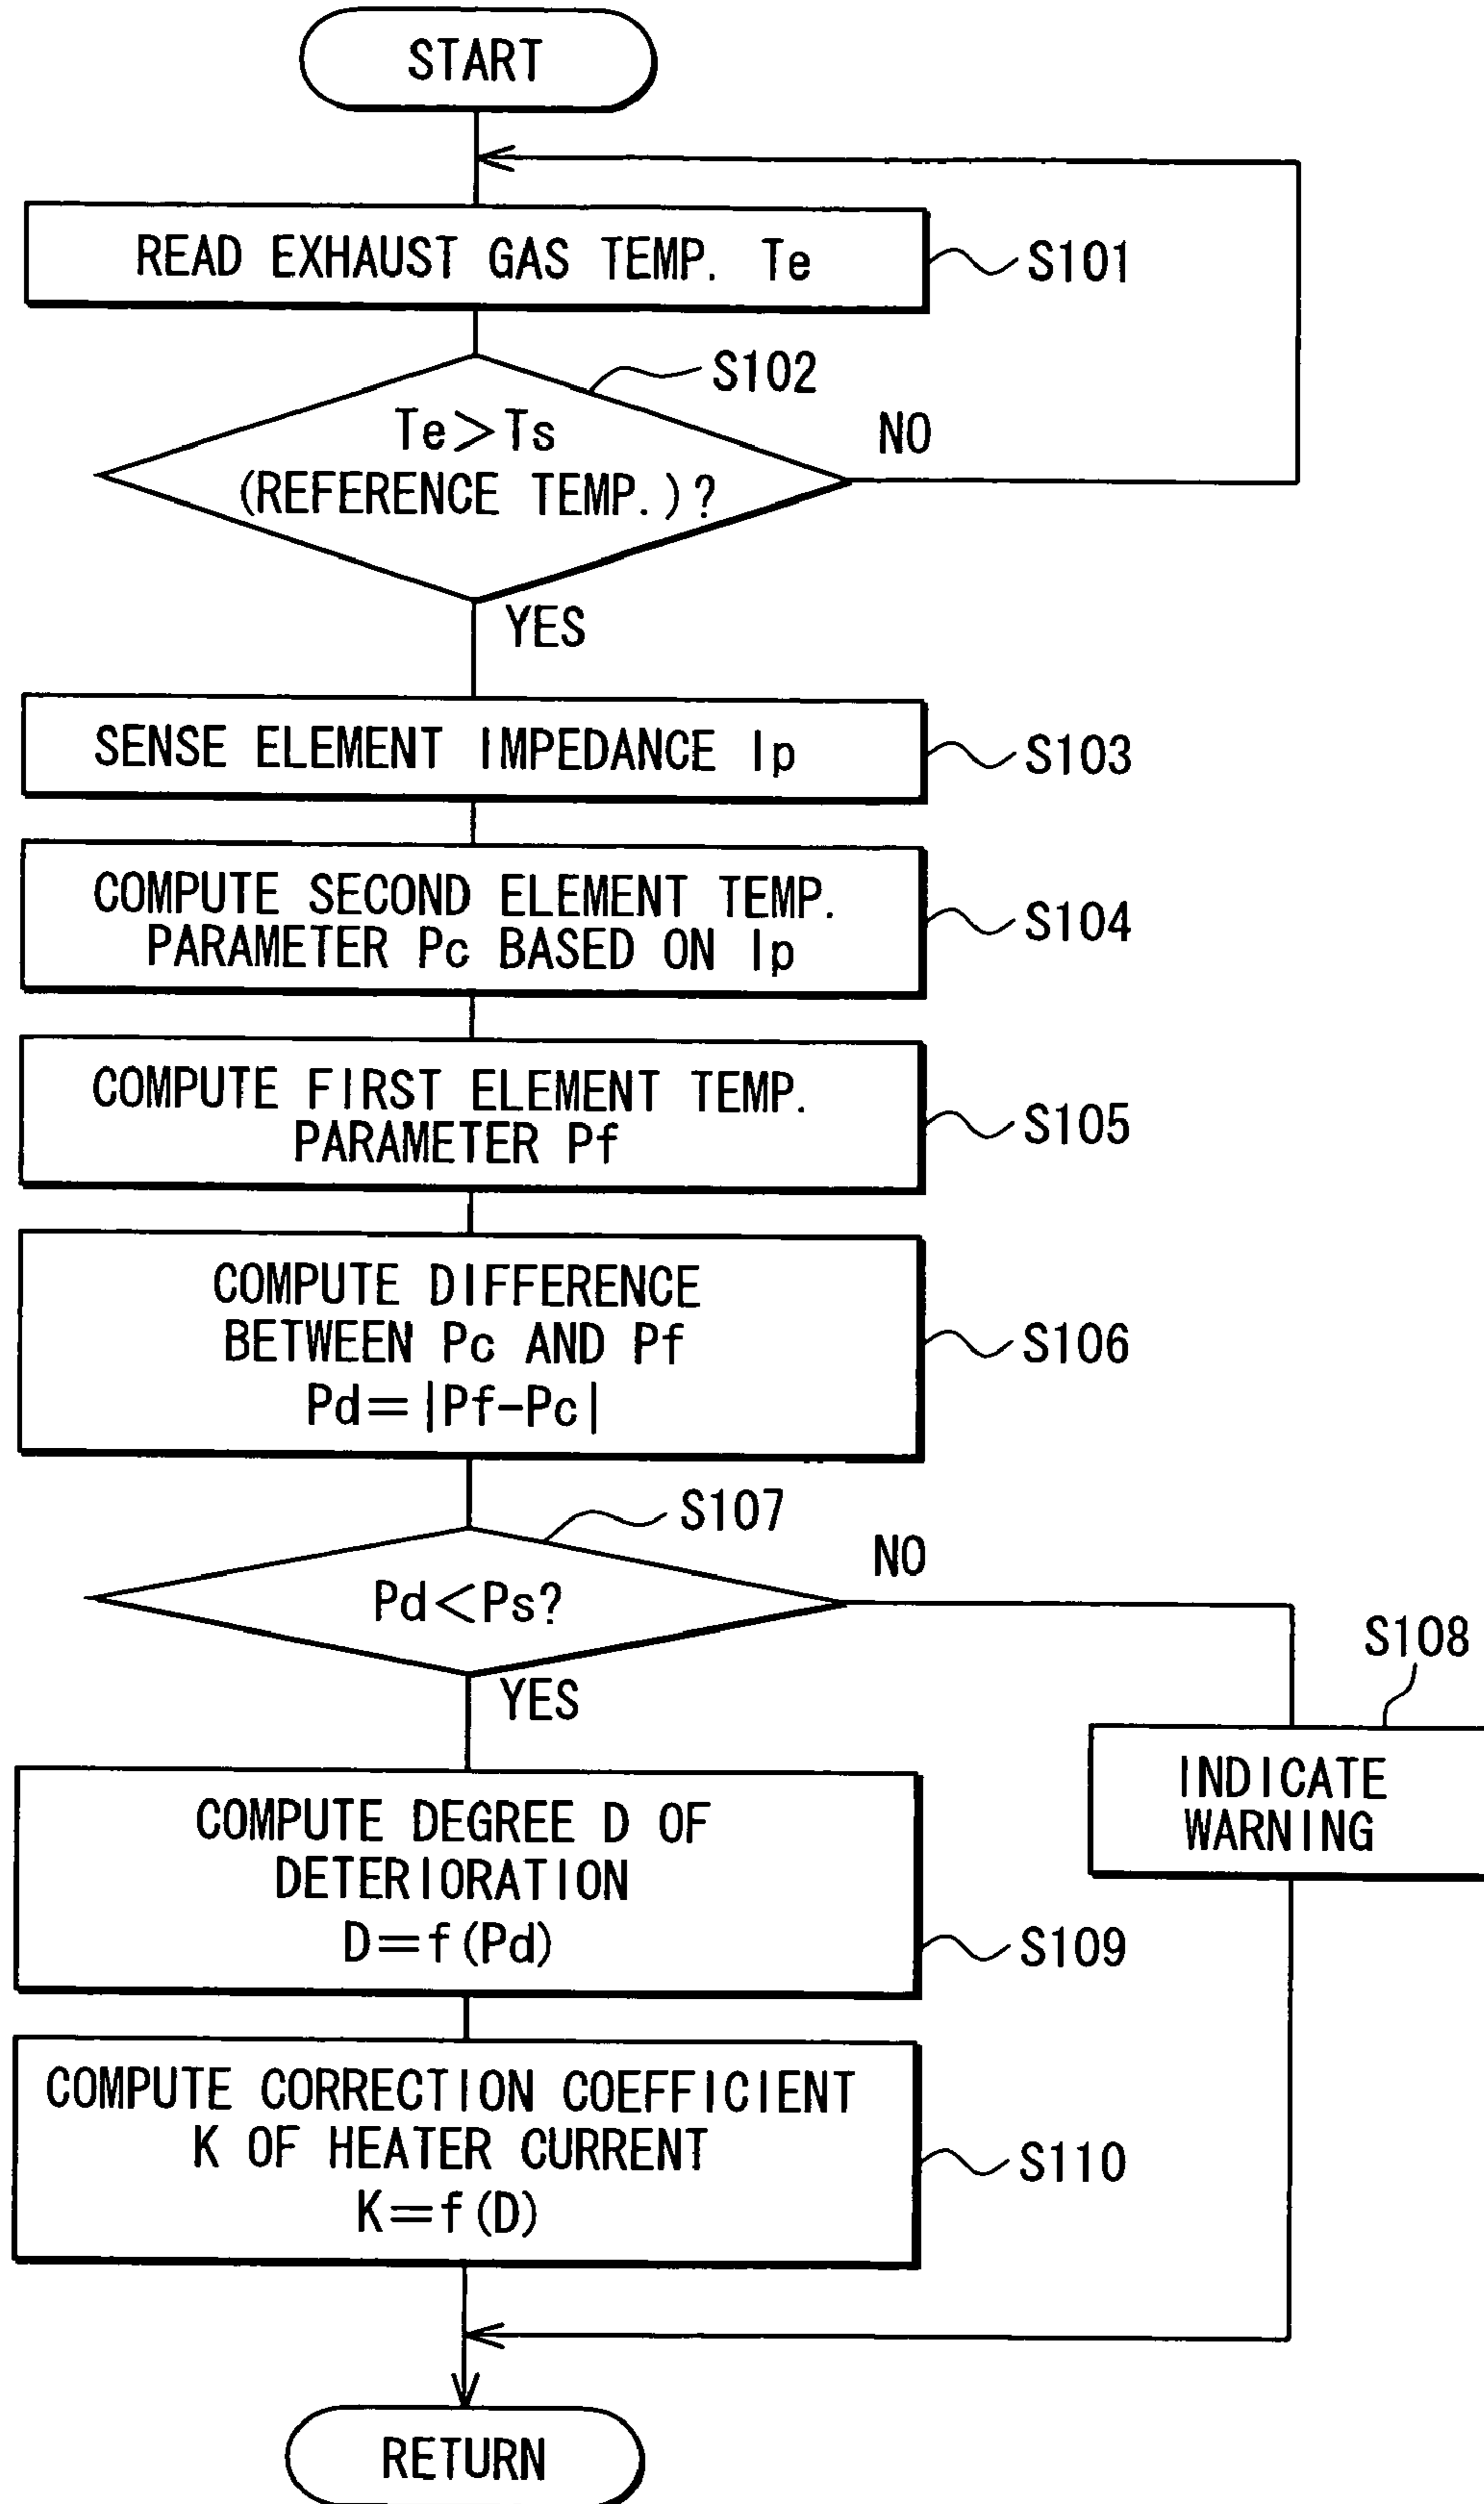 START
READ EXHAUST GAS TEMP. Te
S101
S102
Te>Ts
(REFERENCE TEMP.)?
NO
YES
SENSE ELEMENT IMPEDANCE Ip
S103
COMPUTE SECOND ELEMENT TEMP.
PARAMETER Pc BASED ON Ip
S104
COMPUTE FIRST ELEMENT TEMP.
PARAMETER Pf
S105
COMPUTE DIFFERENCE
BETWEEN Pc AND Pf
Pd=|Pf-Pc|
S106
S107
Pd<Ps?
NO
YES
S108
INDICATE
WARNING
COMPUTE DEGREE D OF
DETERIORATION
D=f(Pd)
S109
COMPUTE CORRECTION COEFFICIENT
K OF HEATER CURRENT
K=f(D)
S110
RETURN